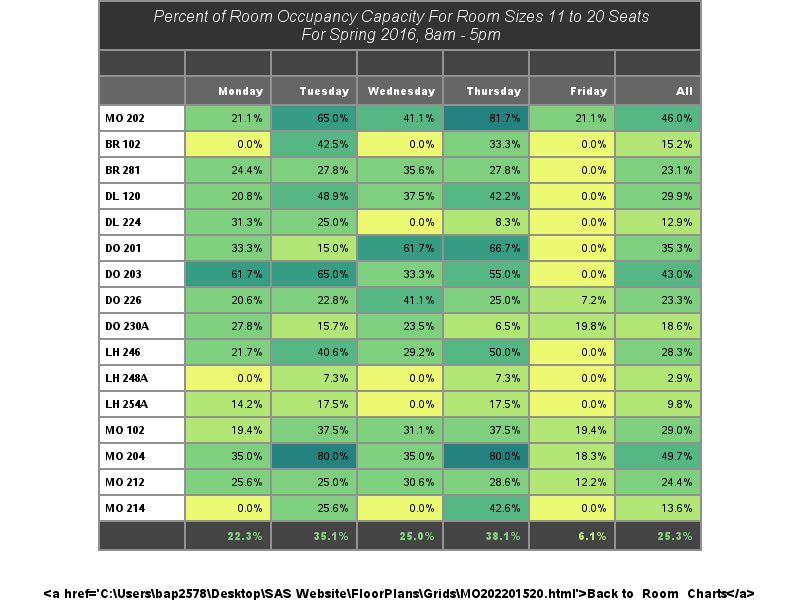 Percent of Room Occupancy Capacity For Room Sizes 11 to 20 Seats
For Spring 2016, 8am - 5pm
Monday Tuesday Wednesday Thursday Friday All
MO 202 21.1% 65.0% 41.1% 81.7% 21.1% 46.0%
BR 102 0.0% 42.5% 0.0% 33.3% 0.0% 15.2%
BR 281 24.4% 27.8% 35.6% 27.8% 0.0% 23.1%
DL 120 20.8% 48.9% 37.5% 42.2% 0.0% 29.9%
DL 224 31.3% 25.0% 0.0% 8.3% 0.0% 12.9%
DO 201 33.3% 15.0% 61.7% 66.7% 0.0% 35.3%
DO 203 61.7% 65.0% 33.3% 55.0% 0.0% 43.0%
DO 226 20.6% 22.8% 41.1% 25.0% 7.2% 23.3%
DO 230A 27.8% 15.7% 23.5% 6.5% 19.8% 18.6%
LH 246 21.7% 40.6% 29.2% 50.0% 0.0% 28.3%
LH 248A 0.0% 7.3% 0.0% 7.3% 0.0% 2.9%
LH 254A 14.2% 17.5% 0.0% 17.5% 0.0% 9.8%
MO 102 19.4% 37.5% 31.1% 37.5% 19.4% 29.0%
MO 204 35.0% 80.0% 35.0% 80.0% 18.3% 49.7%
MO 212 25.6% 25.0% 30.6% 28.6% 12.2% 24.4%
MO 214 0.0% 25.6% 0.0% 42.6% 0.0% 13.6%
22.3% 35.1% 25.0% 38.1% 6.1% 25.3%
<a href='C:\Users\bap2578\Desktop\SAS Website\FloorPlans\Grids\MO202201520.html'>Back to Room Charts</a>